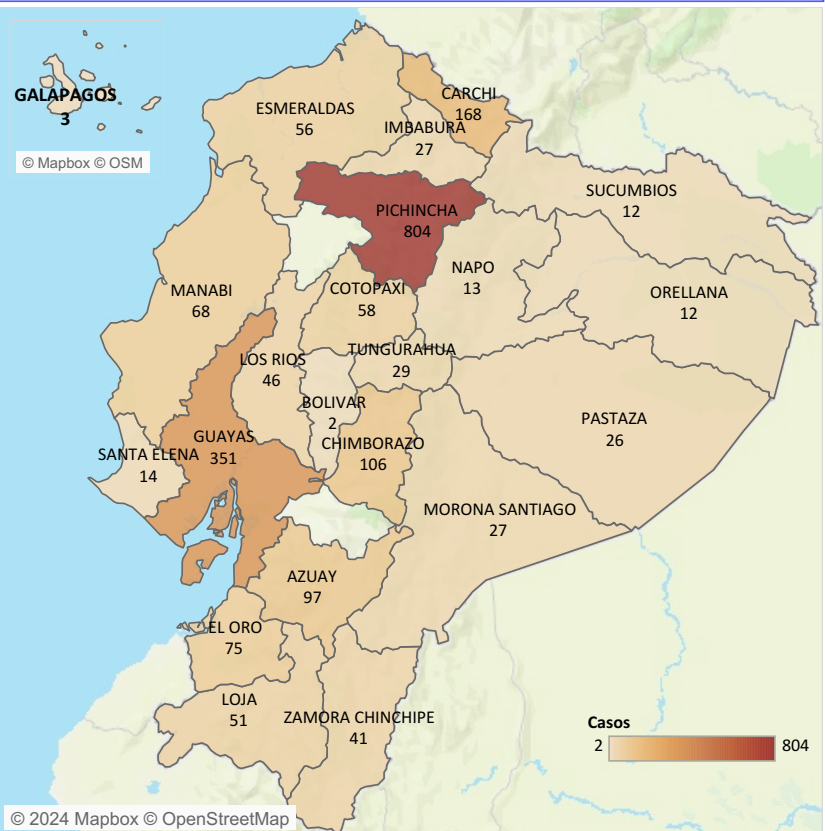 GALAPAGOS
3
© Mapbox © OSM
ESMERALDAS
56
CARCHI
168
IMBABURA
27
PICHINCHA
804
SUCUMBIOS
12
NAPO
13
ORELLANA
12
MANABI
68
COTOPAXI
58
LOS RIOS
46
TUNGURAHUA
29
BOLIVAR
2
CHIMBORAZO
106
PASTAZA
26
GUAYAS
351
SANTA ELENA
14
MORONA SANTIAGO
27
AZUAY
97
EL ORO
75
LOJA
51
ZAMORA CHINCHIPE
41
Casos
2 804
© 2024 Mapbox © OpenStreetMap